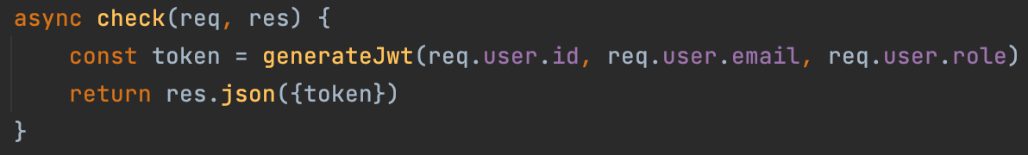 async check(req, res) {
    const token = generateJwt(req.user.id, req.user.email, req.user.role)
    return res.json({token})
}